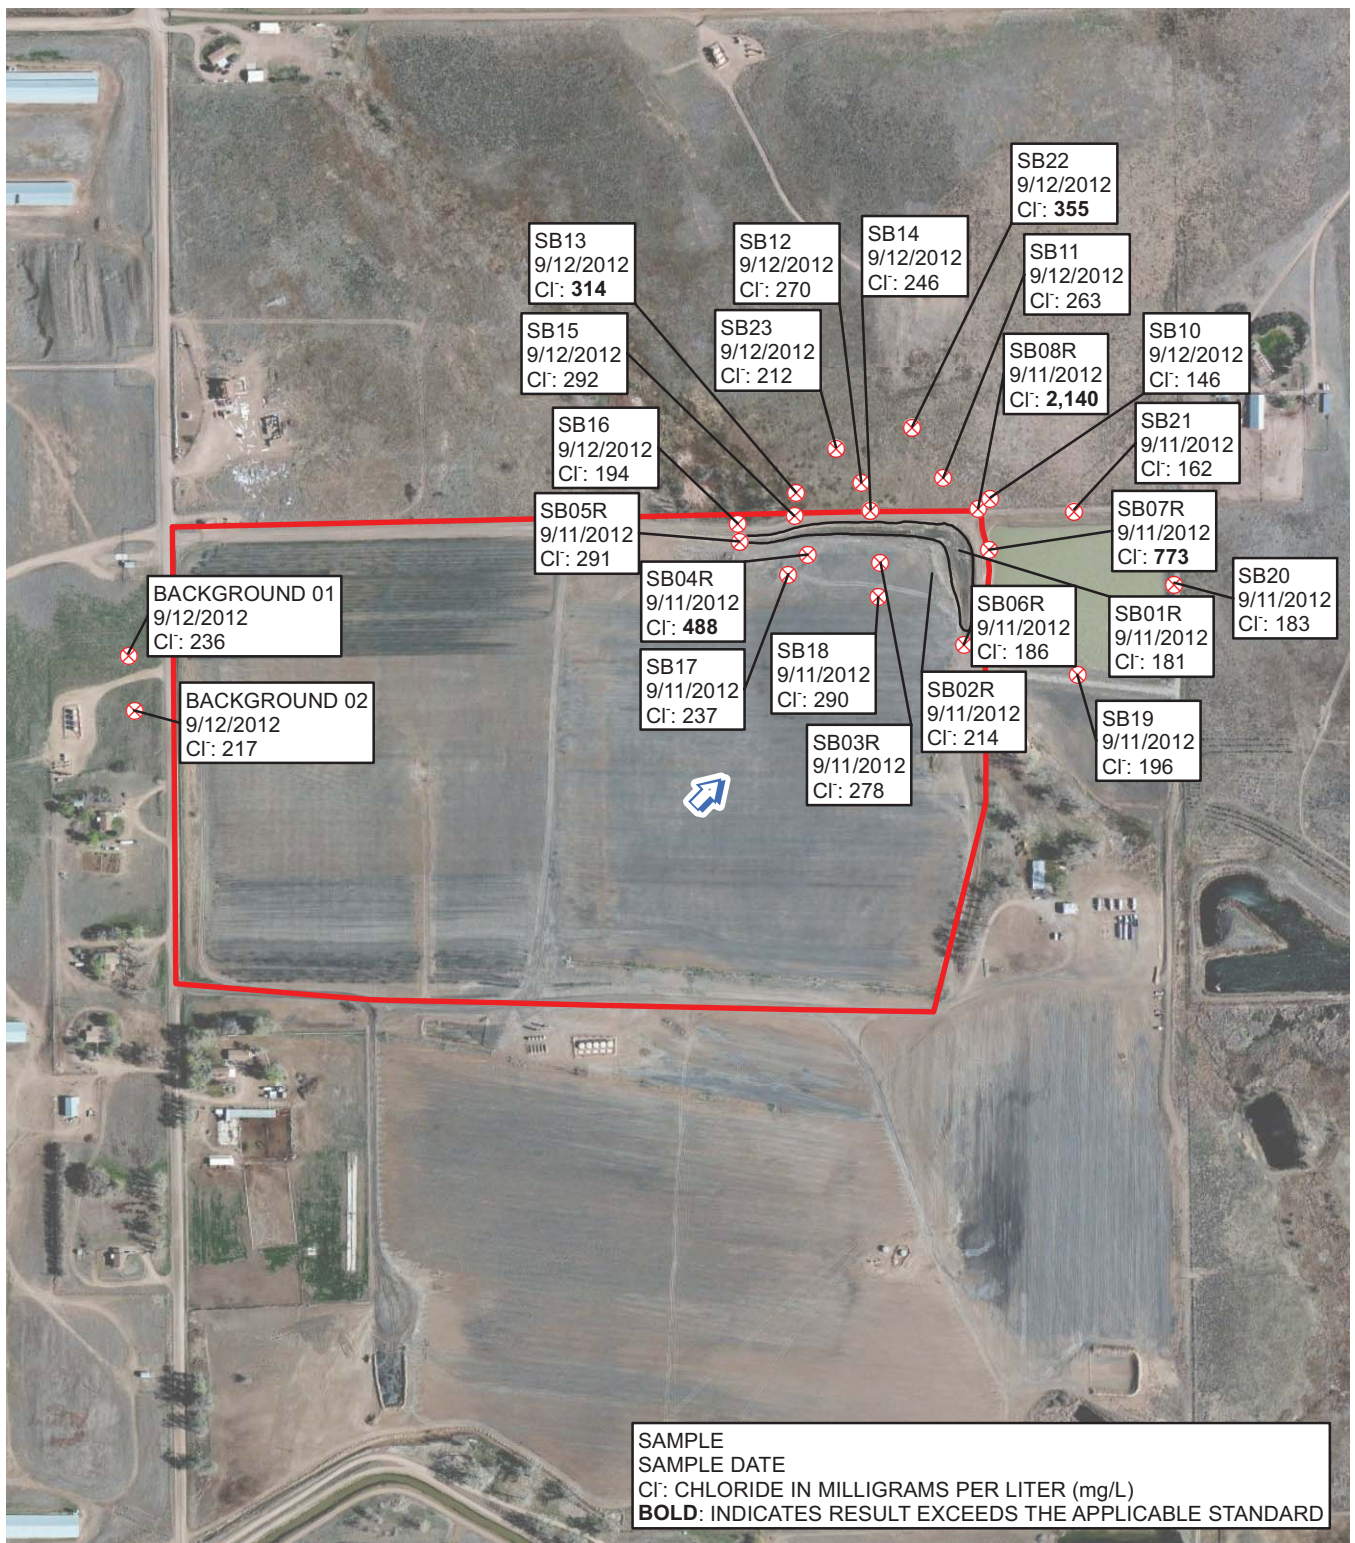 SB22
9/12/2012
Cl⁻: 355
SB13
9/12/2012
Cl⁻: 314
SB12
9/12/2012
Cl⁻: 270
SB14
9/12/2012
Cl⁻: 246
SB11
9/12/2012
Cl⁻: 263
SB15
9/12/2012
Cl⁻: 292
SB23
9/12/2012
Cl⁻: 212
SB08R
9/11/2012
Cl⁻: 2,140
SB10
9/12/2012
Cl⁻: 146
SB16
9/12/2012
Cl⁻: 194
SB21
9/11/2012
Cl⁻: 162
SB05R
9/11/2012
Cl⁻: 291
SB07R
9/11/2012
Cl⁻: 773
SB04R
9/11/2012
Cl⁻: 488
SB06R
9/11/2012
Cl⁻: 186
SB01R
9/11/2012
Cl⁻: 181
SB20
9/11/2012
Cl⁻: 183
BACKGROUND 01
9/12/2012
Cl⁻: 236
SB17
9/11/2012
Cl⁻: 237
SB18
9/11/2012
Cl⁻: 290
SB02R
9/11/2012
Cl⁻: 214
BACKGROUND 02
9/12/2012
Cl⁻: 217
SB03R
9/11/2012
Cl⁻: 278
SB19
9/11/2012
Cl⁻: 196
SAMPLE
SAMPLE DATE
Cl⁻: CHLORIDE IN MILLIGRAMS PER LITER (mg/L)
BOLD: INDICATES RESULT EXCEEDS THE APPLICABLE STANDARD